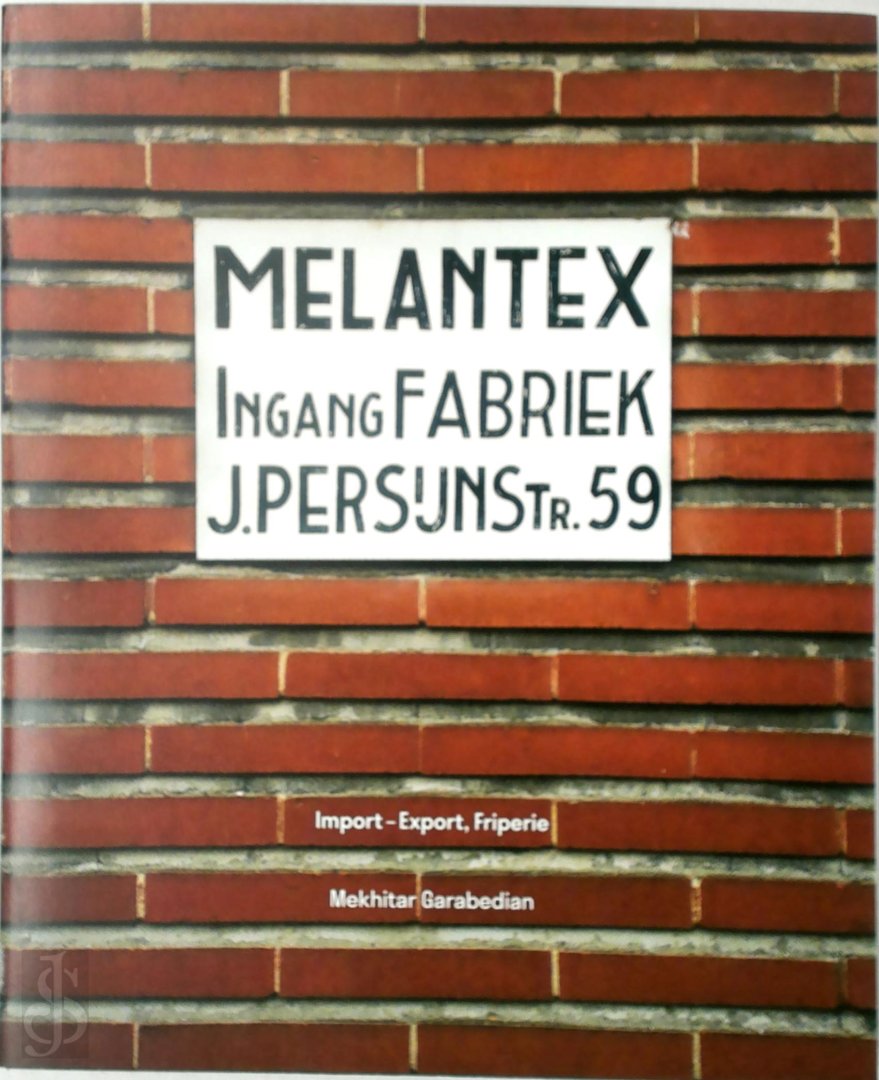 MELANTEX
INGANG FABRIEK
J. PERSIJNSTR. 59
Import – Export, Friperie
Mekhitar Garabedian